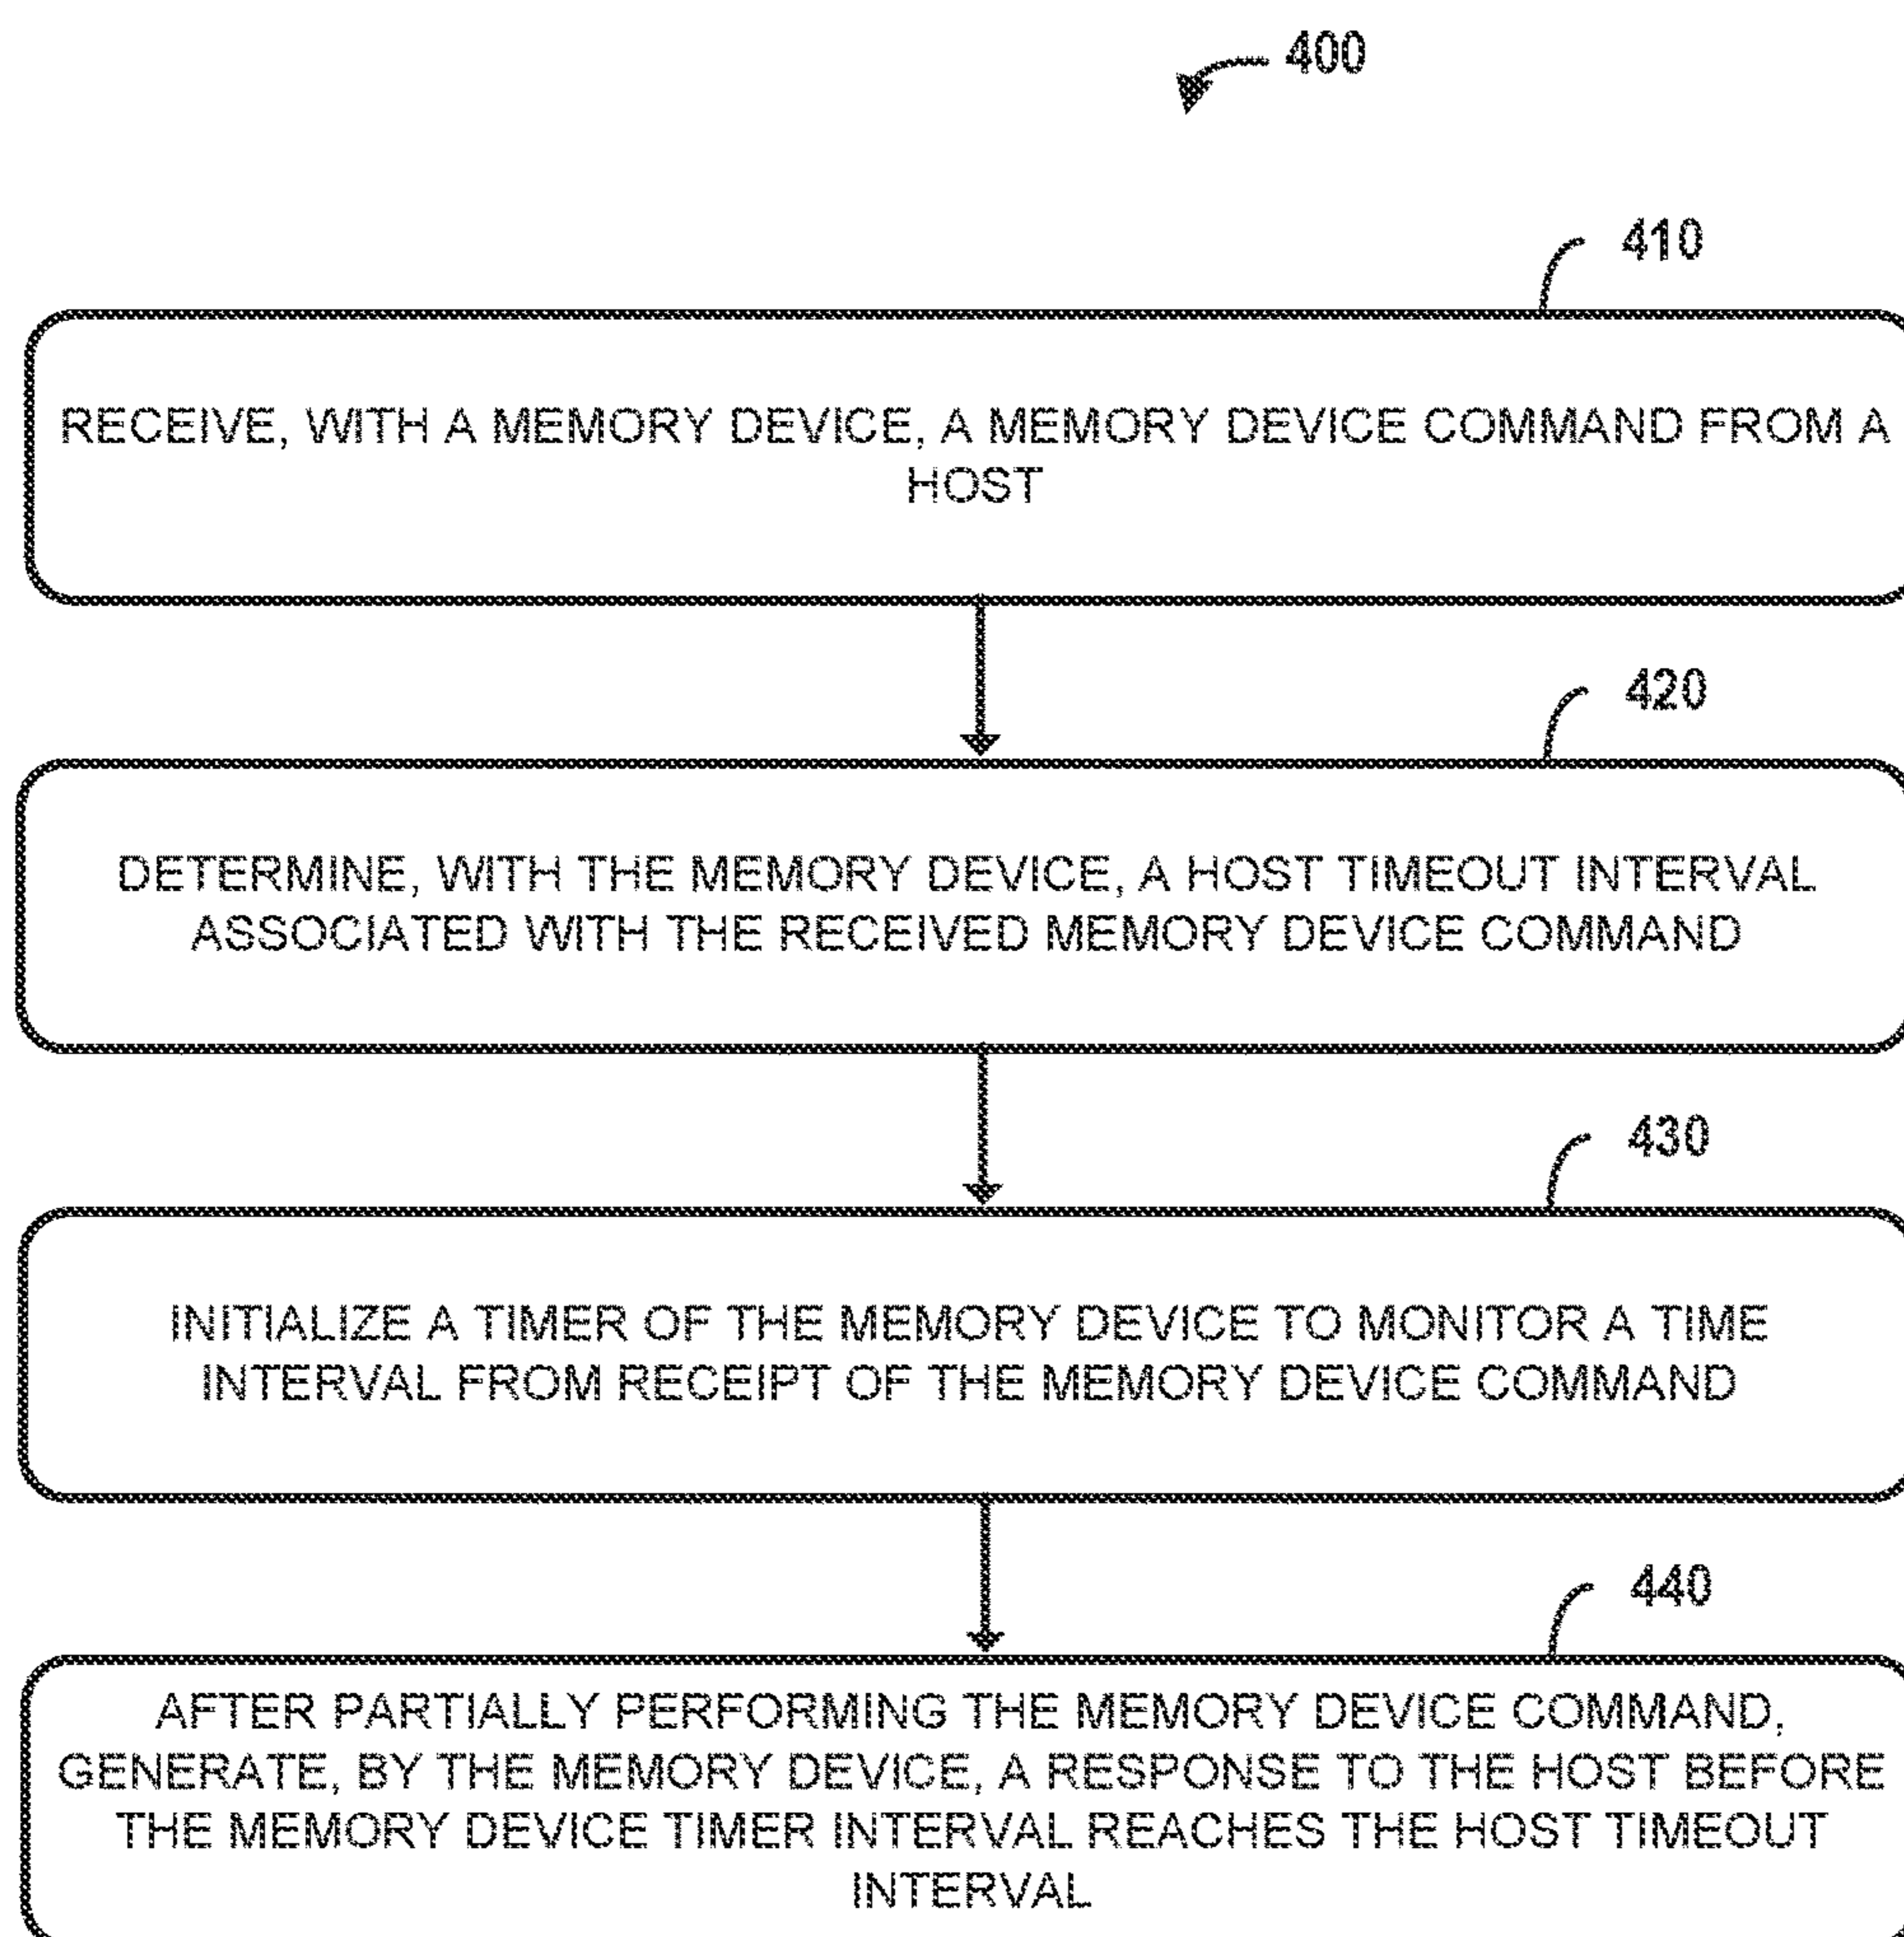 400
410
RECEIVE, WITH A MEMORY DEVICE, A MEMORY DEVICE COMMAND FROM A
HOST
420
DETERMINE, WITH THE MEMORY DEVICE, A HOST TIMEOUT INTERVAL
ASSOCIATED WITH THE RECEIVED MEMORY DEVICE COMMAND
430
INITIALIZE A TIMER OF THE MEMORY DEVICE TO MONITOR A TIME
INTERVAL FROM RECEIPT OF THE MEMORY DEVICE COMMAND
440
AFTER PARTIALLY PERFORMING THE MEMORY DEVICE COMMAND,
GENERATE, BY THE MEMORY DEVICE, A RESPONSE TO THE HOST BEFORE
THE MEMORY DEVICE TIMER INTERVAL REACHES THE HOST TIMEOUT
INTERVAL